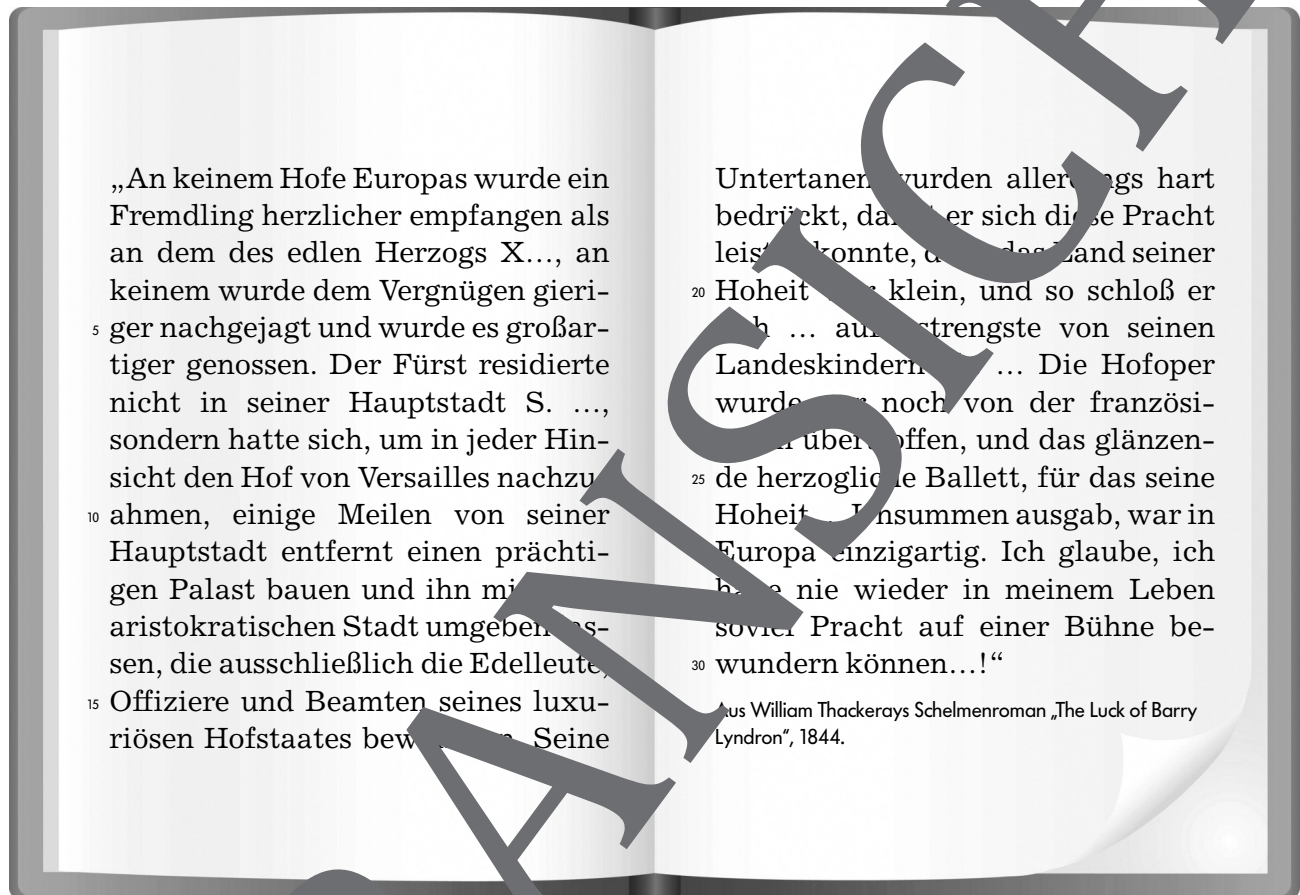 „An keinem Hofe Europas wurde ein
Fremdling herzlicher empfangen als
an dem des edlen Herzogs X…, an
keinem wurde dem Vergnügen gieri-
5 ger nachgejagt und wurde es großar-
tiger genossen. Der Fürst residierte
nicht in seiner Hauptstadt S. …,
sondern hatte sich, um in jeder Hin-
sicht den Hof von Versailles nachzu
10 ahmen, einige Meilen von seiner
Hauptstadt entfernt einen prächti-
gen Palast bauen und ihn
aristokratischen Stadt umgeben
sen, die ausschließlich die Edelleute,
15 Offiziere und Beamten seines luxu-
riösen Hofstaates Seine
Untertanen wurden allerdings hart
bedrückt, damit er sich diese Pracht
leisten konnte, das Land seiner
20 Hoheit klein, und so schloß er
… strengste von seinen
Landeskindern … Die Hofoper
wurde noch von der französi-
übertroffen, und das glänzen-
25 de herzogliche Ballett, für das seine
Hoheit Unsummen ausgab, war in
Europa einzigartig. Ich glaube, ich
habe nie wieder in meinem Leben
soviel Pracht auf einer Bühne be-
30 wundern können…!“
Aus William Thackerays Schelmenroman „The Luck of Barry
Lyndron“, 1844.
ANSICH